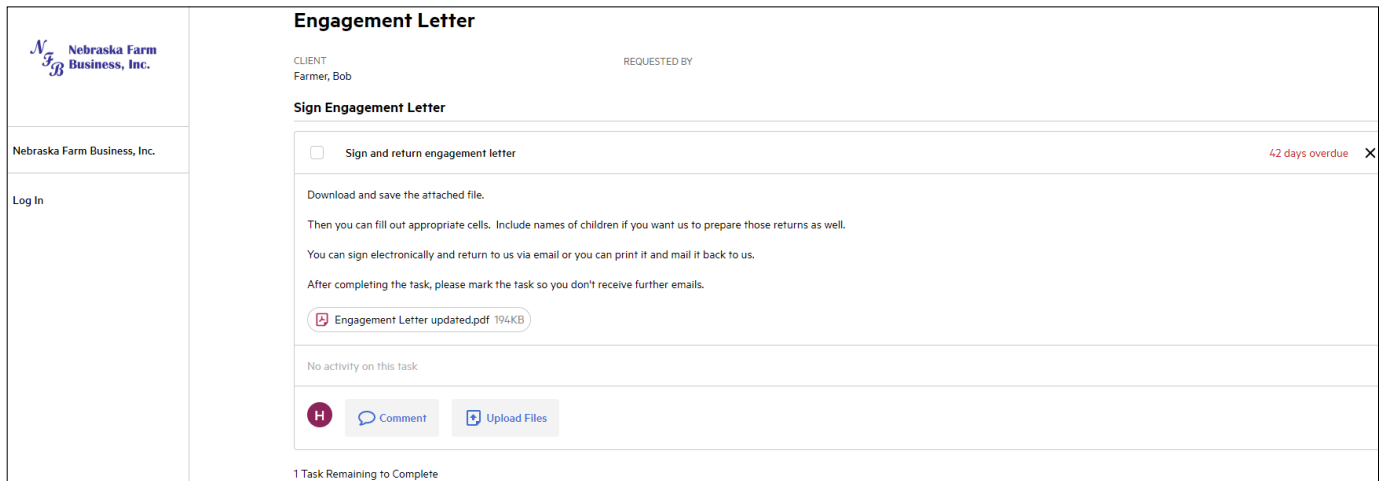 NFB Nebraska Farm
Business, Inc.
Nebraska Farm Business, Inc.
Log In
Engagement Letter
CLIENT
Farmer, Bob
REQUESTED BY
Sign Engagement Letter
Sign and return engagement letter
42 days overdue
Download and save the attached file.
Then you can fill out appropriate cells. Include names of children if you want us to prepare those returns as well.
You can sign electronically and return to us via email or you can print it and mail it back to us.
After completing the task, please mark the task so you don't receive further emails.
Engagement Letter updated.pdf 194KB
No activity on this task
H
Comment
Upload Files
1 Task Remaining to Complete